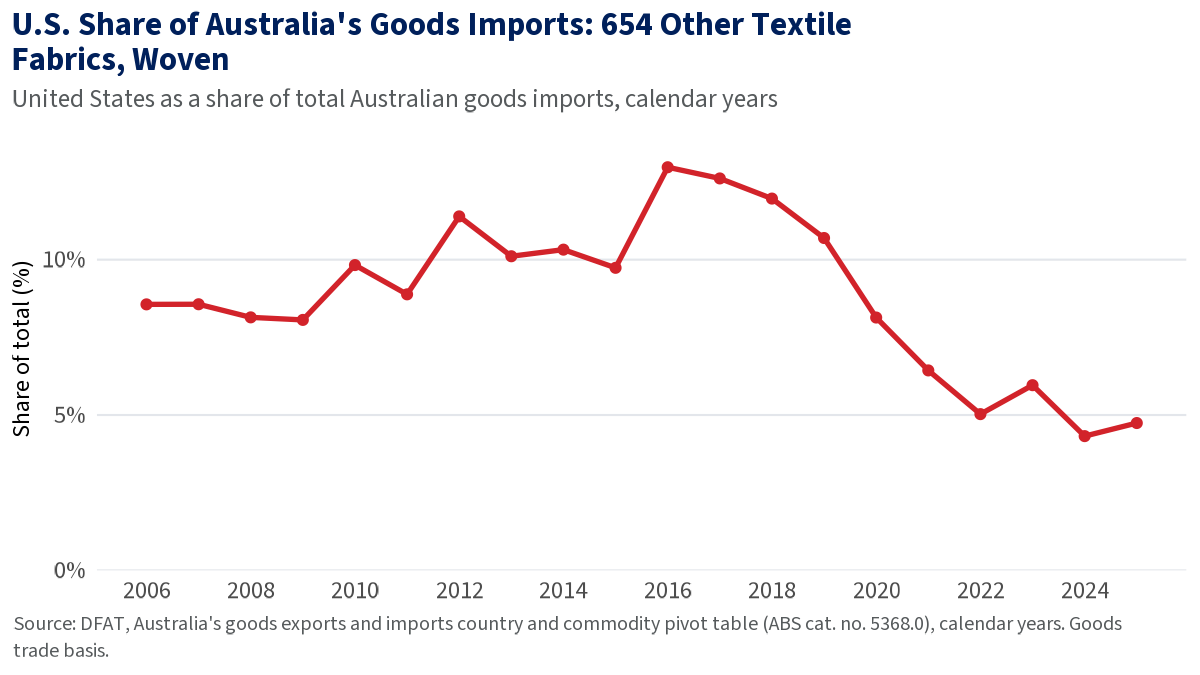 U.S. Share of Australia's Goods Imports: 654 Other Textile
Fabrics, Woven
United States as a share of total Australian goods imports, calendar years
Share of total (%)
10%
5%
0%
2006 2008 2010 2012 2014 2016 2018 2020 2022 2024
Source: DFAT, Australia's goods exports and imports country and commodity pivot table (ABS cat. no. 5368.0), calendar years. Goods
trade basis.